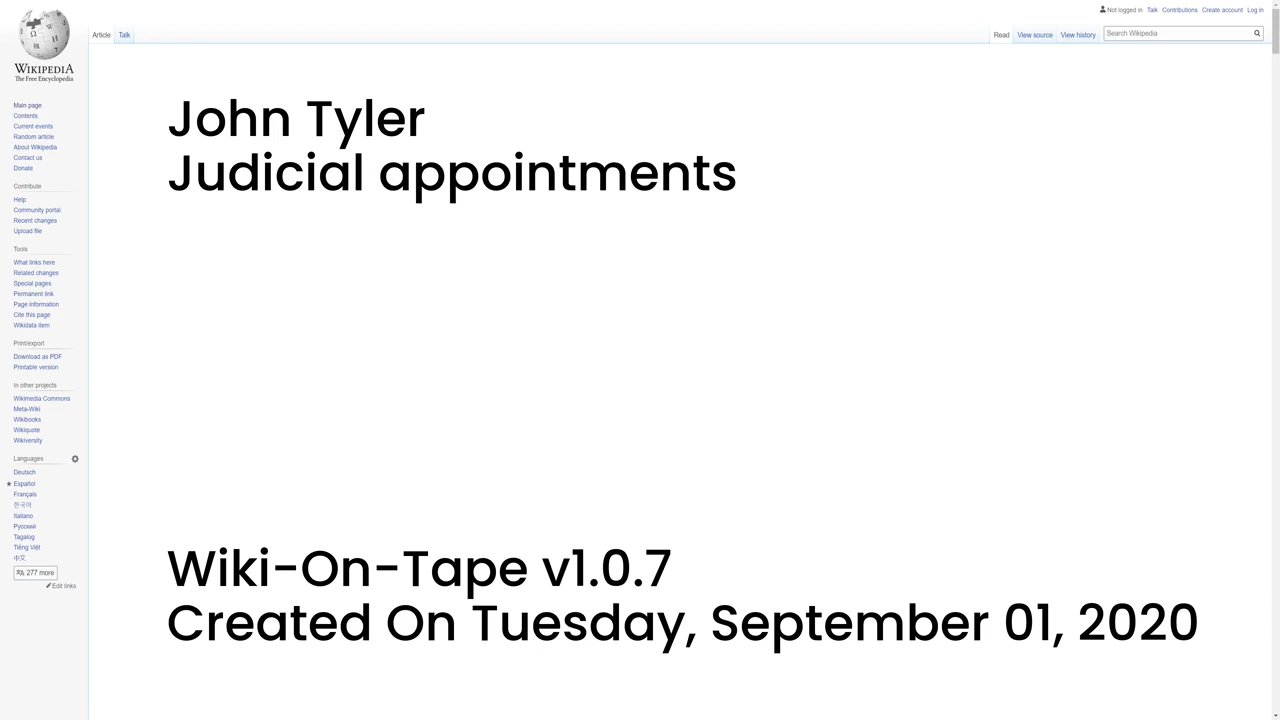 Not logged in Talk Contributions Create account Log in
Article Talk Read View source View history Search Wikipedia
WIKIPEDIA
The Free Encyclopedia
Main page
Contents
Current events
Random article
About Wikipedia
Contact us
Donate
Contribute
Help
Community portal
Recent changes
Upload file
Tools
What links here
Related changes
Special pages
Permanent link
Page information
Cite this page
Wikidata item
Print/export
Download as PDF
Printable version
In other projects
Wikimedia Commons
Meta-Wiki
Wikibooks
Wikiquote
Wikiversity
Languages
Deutsch
Español
Français
한국어
Italiano
Русский
Tagalog
Tiếng Việt
中文
277 more
Edit links
John Tyler
Judicial appointments
Wiki-On-Tape v1.0.7
Created On Tuesday, September 01, 2020